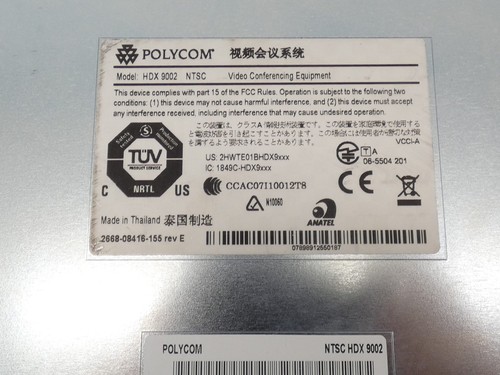 POLYCOM® 视频会议系统
Model: HDX 9002 NTSC Video Conferencing Equipment
This device complies with part 15 of the FCC Rules. Operation is subject to the following two
conditions: (1) this device may not cause harmful interference, and (2) this device must accept
any interference received, including interference that may cause undesired operation.
この装置は、クラスA情報技術装置です。この装置を家庭環境で使用する
と電波妨害を引き起こすことがあります。この場合には使用者が適切な対策
を講ずるよう要求されることがあります。 VCCI-A
TÜV
NRTL
C US
US: 2HWTE01BHDX9xxx
IC: 1849C-HDX9xxx
T A
06-5504 201
CCAC07I10012T8
N10060
ANATEL
Made in Thailand 泰国制造
2668-08416-155 rev E
07898912550187
POLYCOM NTSC HDX 9002